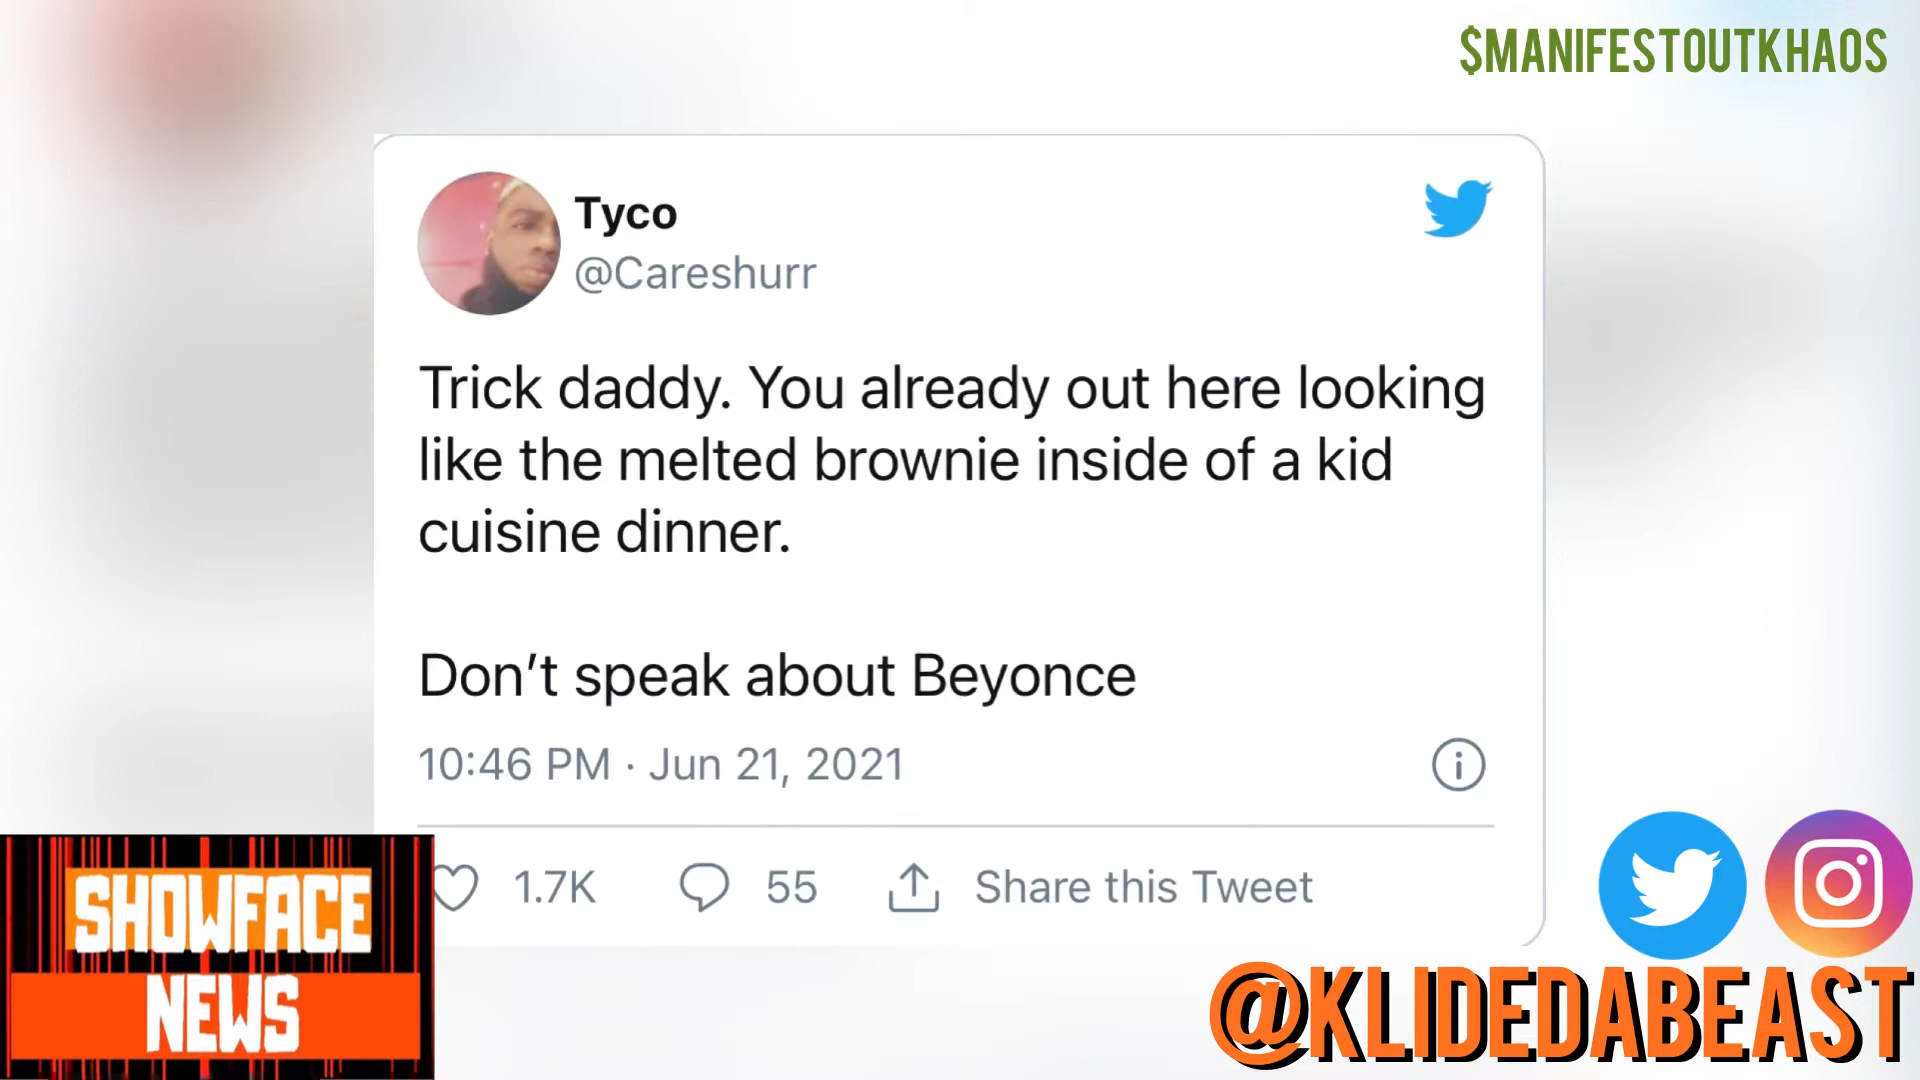 $MANIFESTOUTKHAOS
Tyco
@Careshurr
Trick daddy. You already out here looking
like the melted brownie inside of a kid
cuisine dinner.
Don’t speak about Beyonce
10:46 PM · Jun 21, 2021
1.7K 55 Share this Tweet
SHOWFACE
NEWS
@KLIDEDABEAST